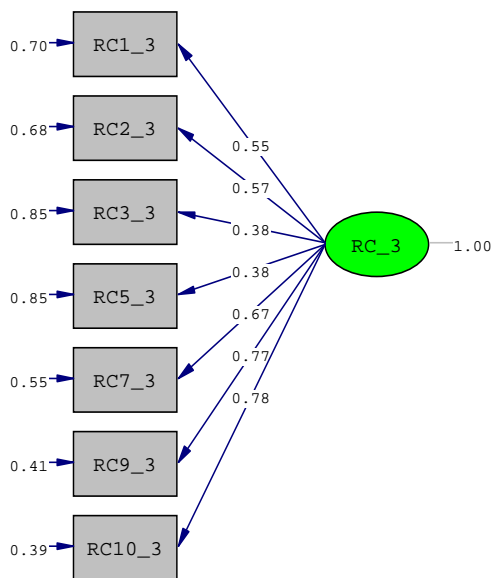 0.70 RC1_3
0.68 RC2_3
0.85 RC3_3
0.85 RC5_3
0.55 RC7_3
0.41 RC9_3
0.39 RC10_3
0.55
0.57
0.38
0.38
0.67
0.77
0.78
RC_3 1.00